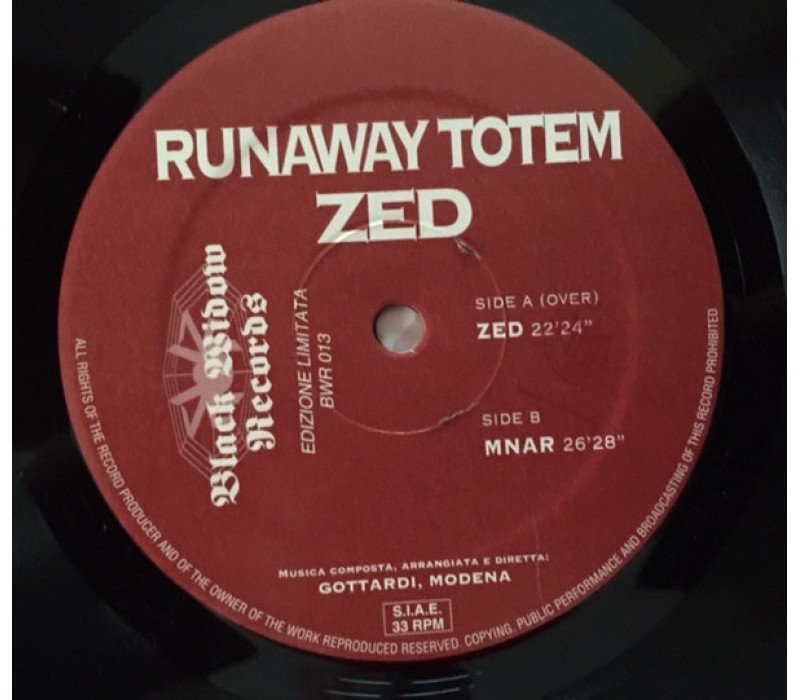 RUNAWAY TOTEM
ZED
Black Widow
Records
EDIZIONE LIMITATA
BWR 013
SIDE A (OVER)
ZED 22'24"
SIDE B
MNAR 26'28"
MUSICA COMPOSTA, ARRANGIATA E DIRETTA:
GOTTARDI, MODENA
S.I.A.E.
33 RPM
ALL RIGHTS OF THE RECORD PRODUCER AND OF THE OWNER OF THE WORK REPRODUCED RESERVED. COPYING, PUBLIC PERFORMANCE AND BROADCASTING OF THIS RECORD PROHIBITED